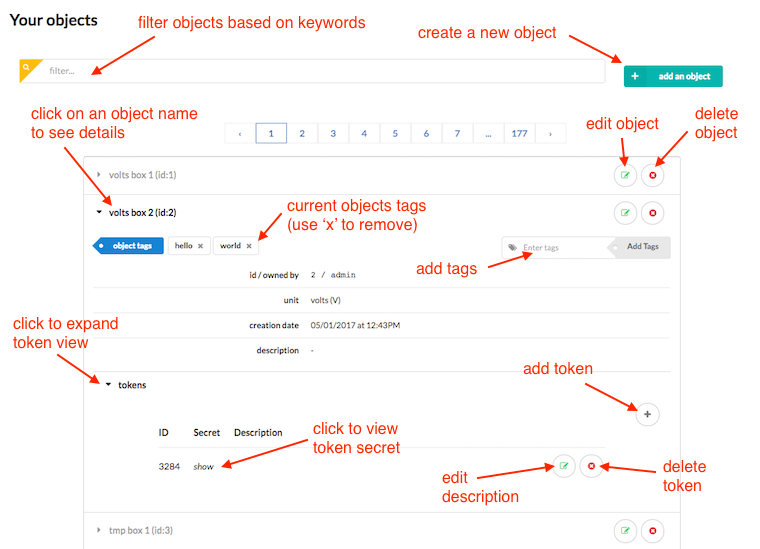 Your objects
filter objects based on keywords
create a new object
filter...
+ add an object
click on an object name
to see details
‹ 1 2 3 4 5 6 7 ... 177 ›
edit object
delete
object
volts box 1 (id:1)
volts box 2 (id:2)
current objects tags
(use ‘x’ to remove)
object tags
hello ×
world ×
Enter tags
Add Tags
add tags
id / owned by 2 / admin
unit volts (V)
creation date 05/01/2017 at 12:43PM
description -
click to expand
token view
tokens
add token
+
ID Secret Description
click to view
token secret
3284 show
edit
description
delete
token
tmp box 1 (id:3)